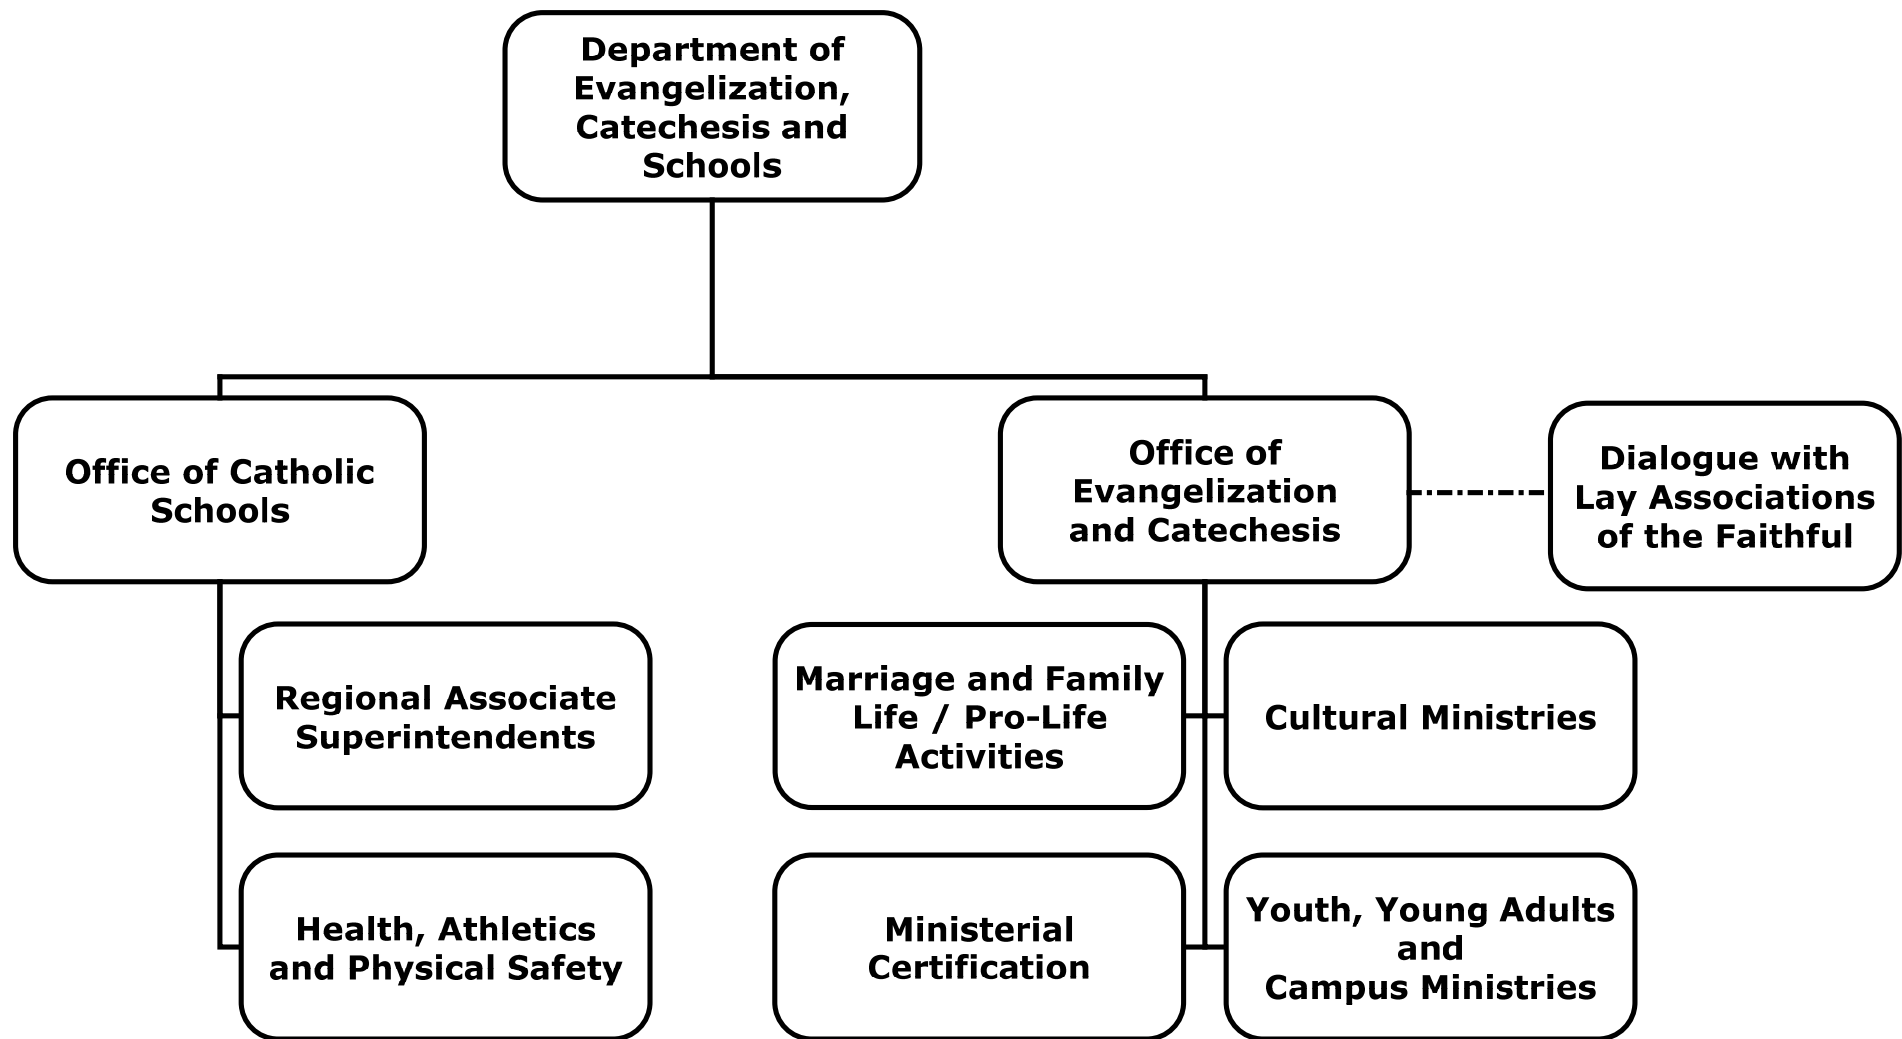 Department of
Evangelization,
Catechesis and
Schools
Office of Catholic
Schools
Office of
Evangelization
and Catechesis
Dialogue with
Lay Associations
of the Faithful
Regional Associate
Superintendents
Marriage and Family
Life / Pro-Life
Activities
Cultural Ministries
Health, Athletics
and Physical Safety
Ministerial
Certification
Youth, Young Adults
and
Campus Ministries